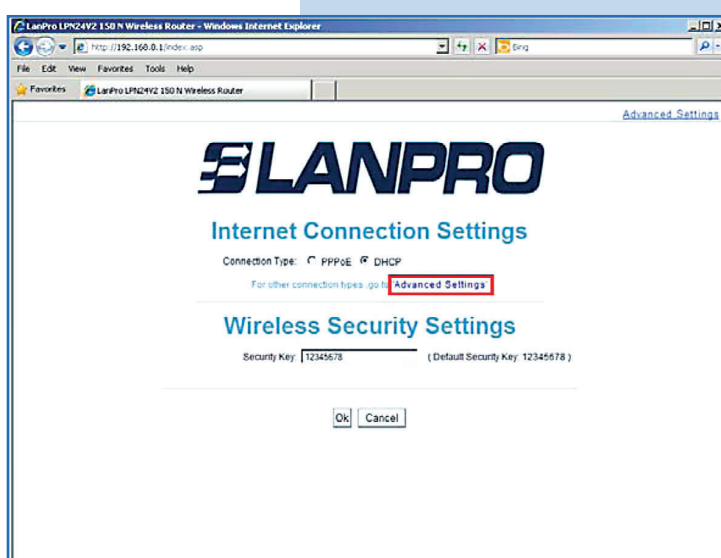 LanPro LPN24V2 150 N Wireless Router - Windows Internet Explorer
http://192.168.0.1/index.asp
Bing
File Edit View Favorites Tools Help
Favorites LanPro LPN24V2 150 N Wireless Router
Advanced Settings
LANPRO
Internet Connection Settings
Connection Type: PPPoE DHCP
For other connection types ,go to 'Advanced Settings'
Wireless Security Settings
Security Key: 12345678 ( Default Security Key: 12345678 )
Ok Cancel